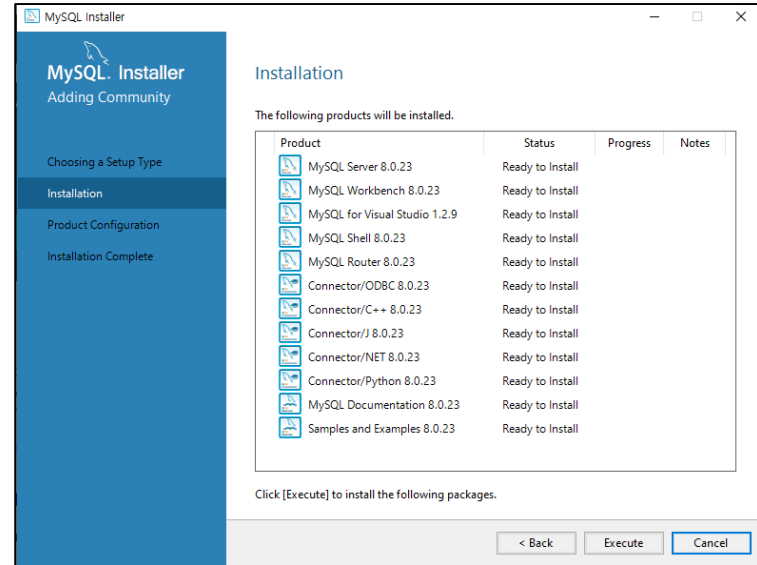 MySQL Installer
MySQL. Installer
Adding Community
Choosing a Setup Type
Installation
Product Configuration
Installation Complete
Installation
The following products will be installed.
Product Status Progress Notes
MySQL Server 8.0.23 Ready to Install
MySQL Workbench 8.0.23 Ready to Install
MySQL for Visual Studio 1.2.9 Ready to Install
MySQL Shell 8.0.23 Ready to Install
MySQL Router 8.0.23 Ready to Install
Connector/ODBC 8.0.23 Ready to Install
Connector/C++ 8.0.23 Ready to Install
Connector/J 8.0.23 Ready to Install
Connector/NET 8.0.23 Ready to Install
Connector/Python 8.0.23 Ready to Install
MySQL Documentation 8.0.23 Ready to Install
Samples and Examples 8.0.23 Ready to Install
Click [Execute] to install the following packages.
< Back Execute Cancel